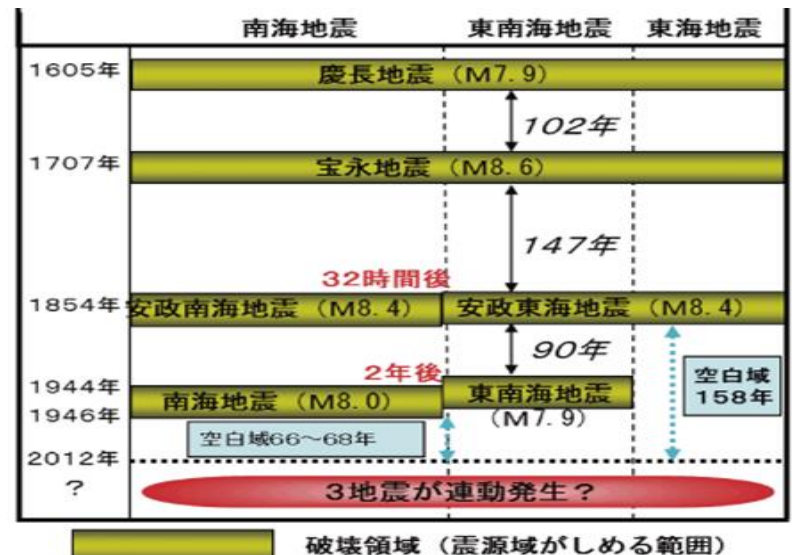 南海地震 東南海地震 東海地震
1605年
慶長地震（M7.9）
102年
1707年
宝永地震（M8.6）
147年
32時間後
1854年
安政南海地震（M8.4）
安政東海地震（M8.4）
90年
2年後
空白域
158年
1944年
東南海地震
（M7.9）
1946年
南海地震（M8.0）
空白域66～68年
2012年
?
3地震が連動発生？
破壊領域（震源域がしめる範囲）